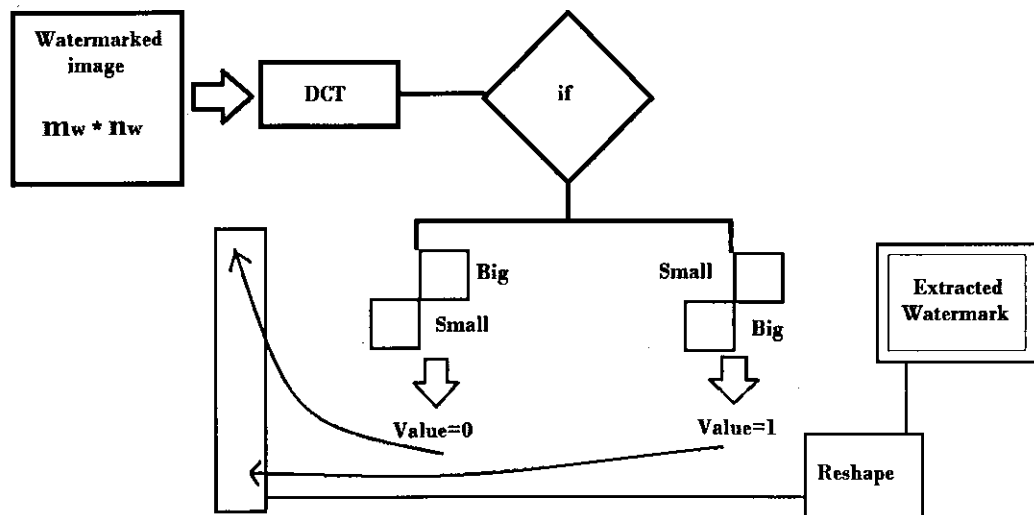 Watermarked
image
mw * nw
DCT
if
Big
Small
Small
Big
Value=0
Value=1
Extracted
Watermark
Reshape